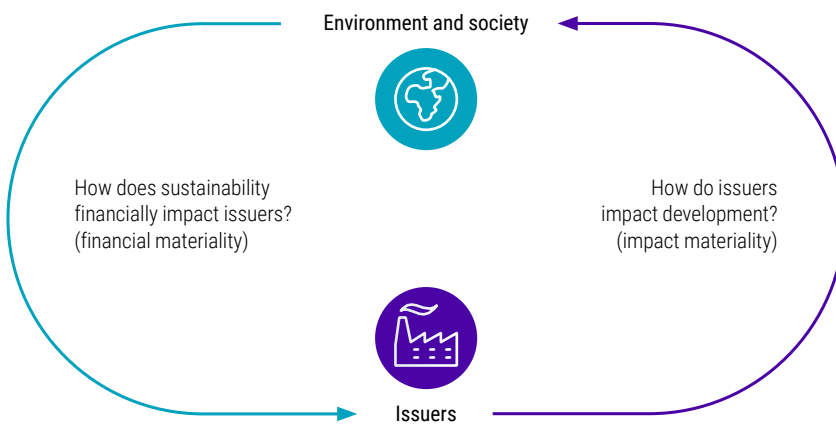 Environment and society
How does sustainability
financially impact issuers?
(financial materiality)
How do issuers
impact development?
(impact materiality)
Issuers